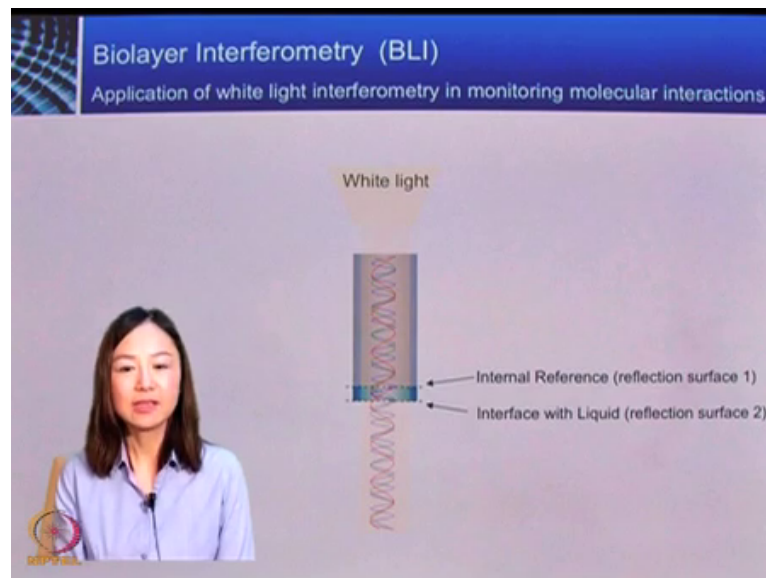 Biolayer Interferometry (BLI)
Application of white light interferometry in monitoring molecular interactions
White light
Internal Reference (reflection surface 1)
Interface with Liquid (reflection surface 2)
NPTEL